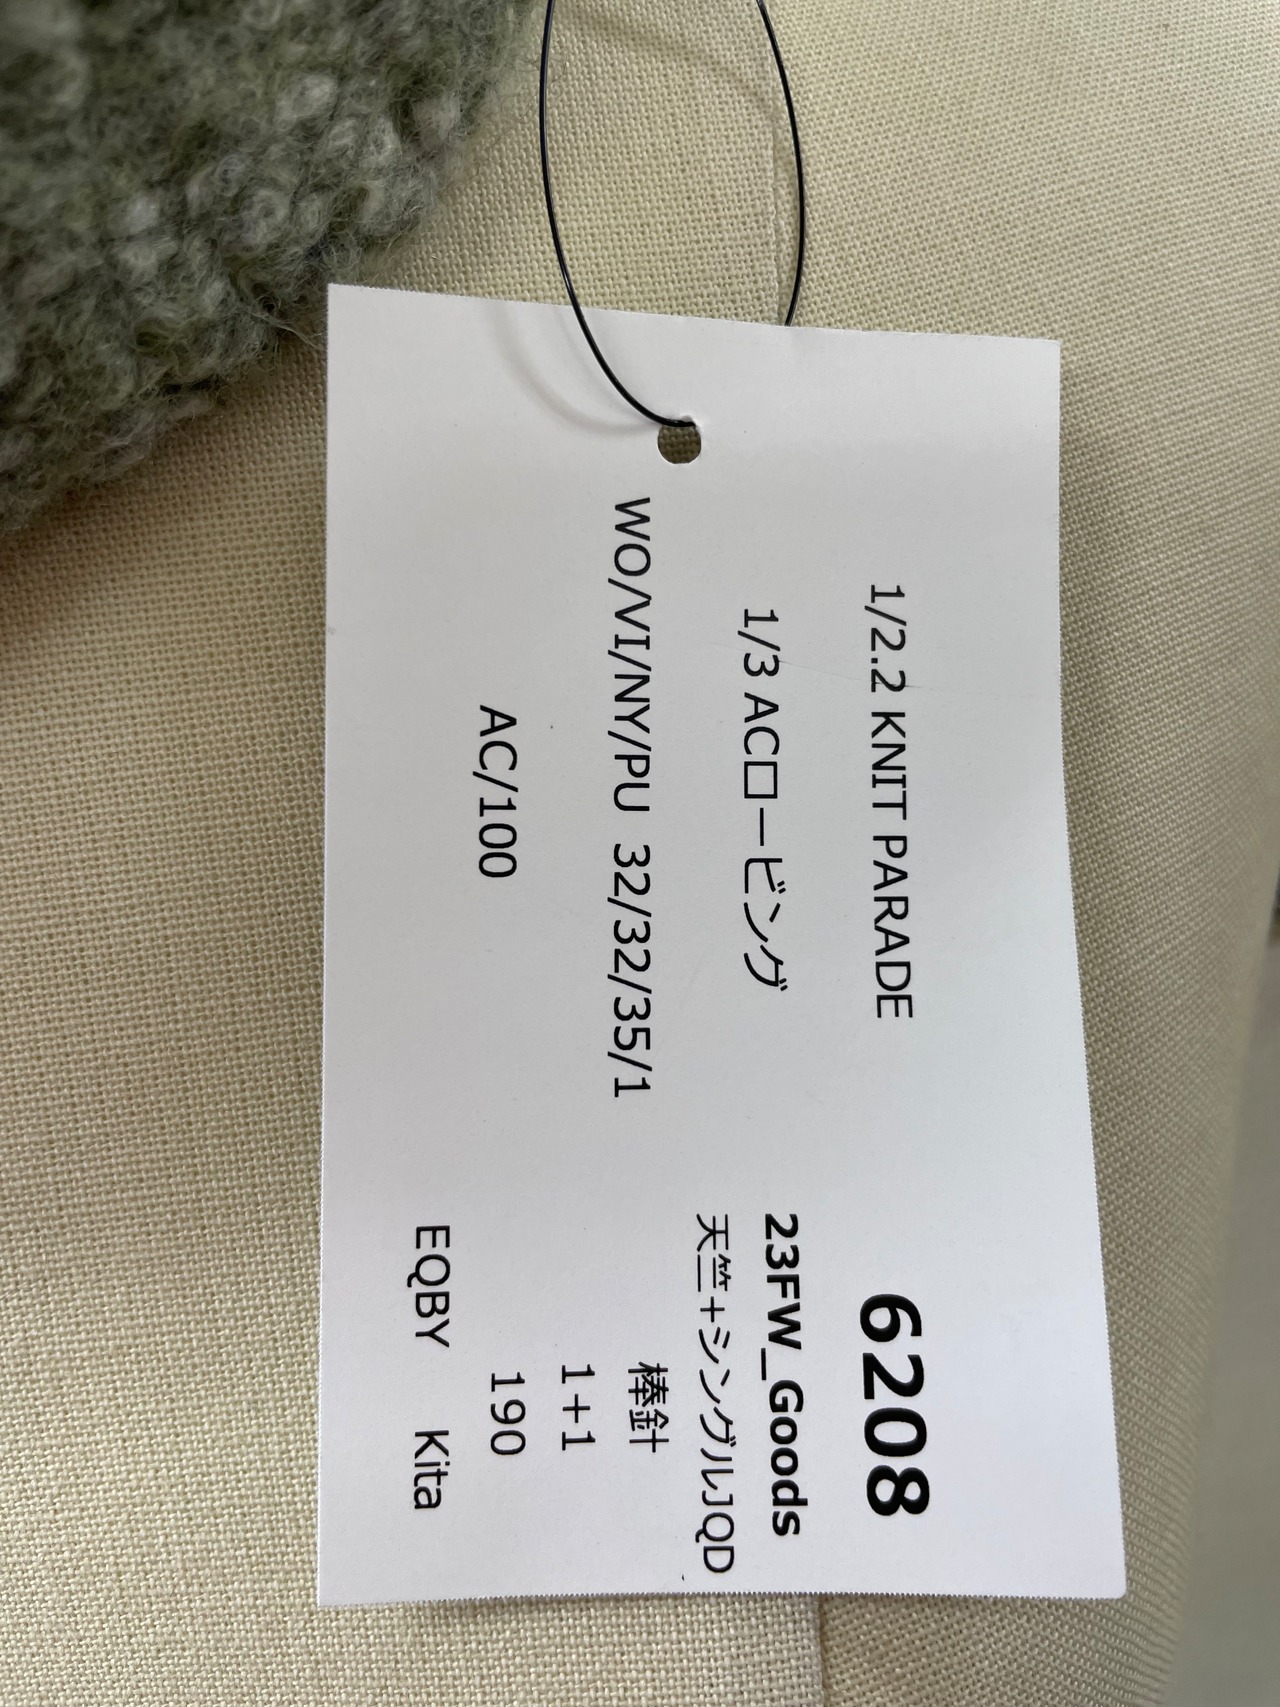 6208
1/2.2 KNIT PARADE
23FW_Goods
1/3 ACロービング
天竺+シングルJQD
WO/VI/NY/PU 32/32/35/1
棒針
1+1
AC/100
190
EQBY Kita